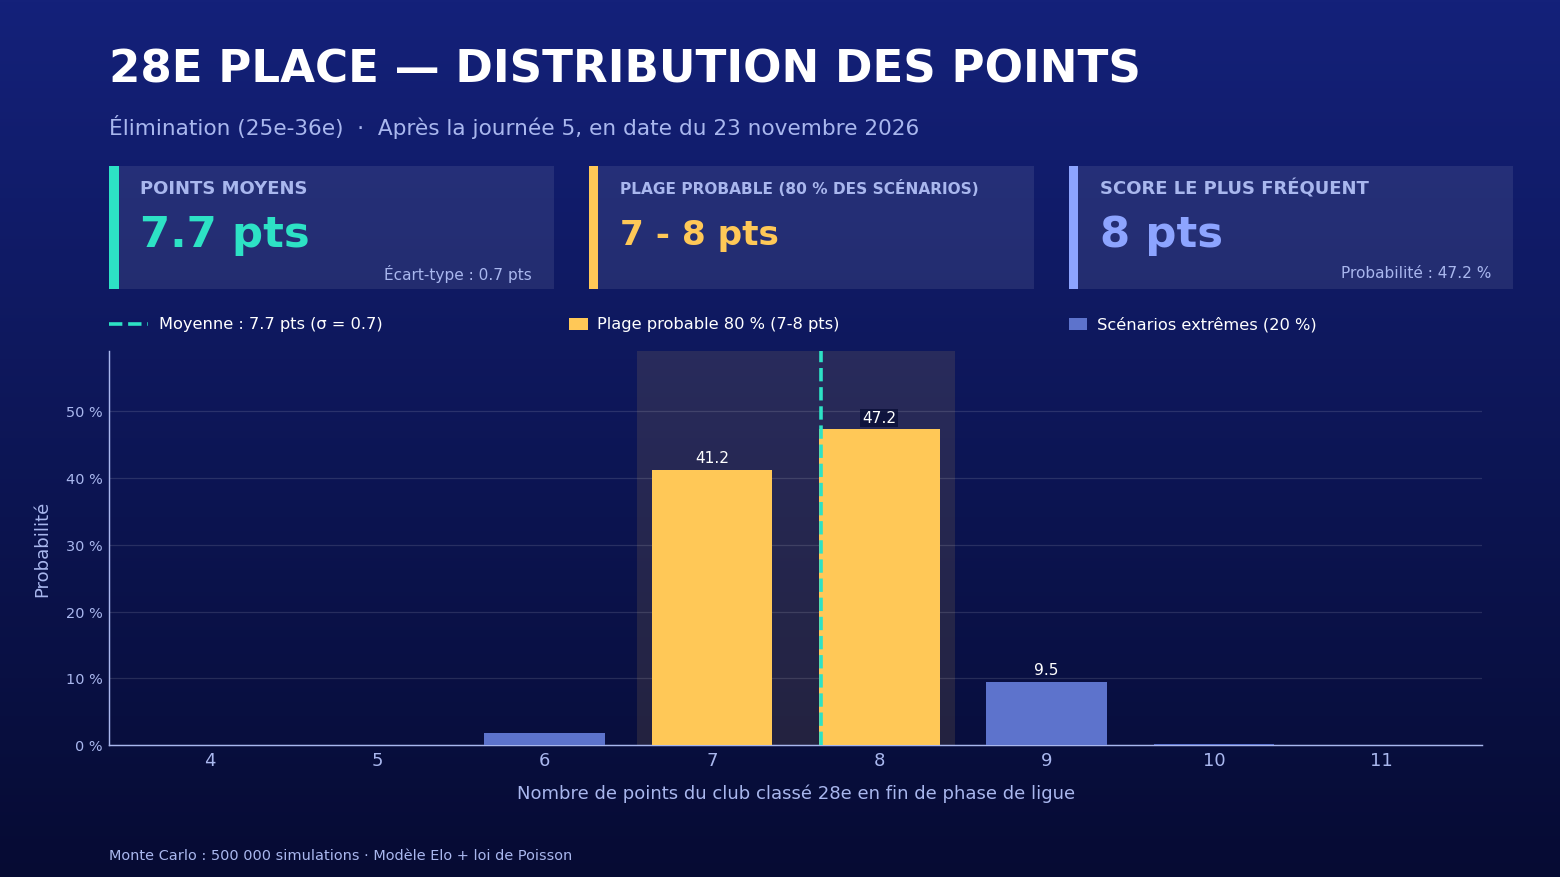 28E PLACE — DISTRIBUTION DES POINTS
Élimination (25e-36e) · Après la journée 5, en date du 23 novembre 2026
POINTS MOYENS
7.7 pts
Écart-type : 0.7 pts
PLAGE PROBABLE (80 % DES SCÉNARIOS)
7 - 8 pts
SCORE LE PLUS FRÉQUENT
8 pts
Probabilité : 47.2 %
Moyenne : 7.7 pts (σ = 0.7)
Plage probable 80 % (7-8 pts)
Scénarios extrêmes (20 %)
Probabilité
50 %
40 %
30 %
20 %
10 %
0 %
41.2
47.2
9.5
4 5 6 7 8 9 10 11
Nombre de points du club classé 28e en fin de phase de ligue
Monte Carlo : 500 000 simulations · Modèle Elo + loi de Poisson